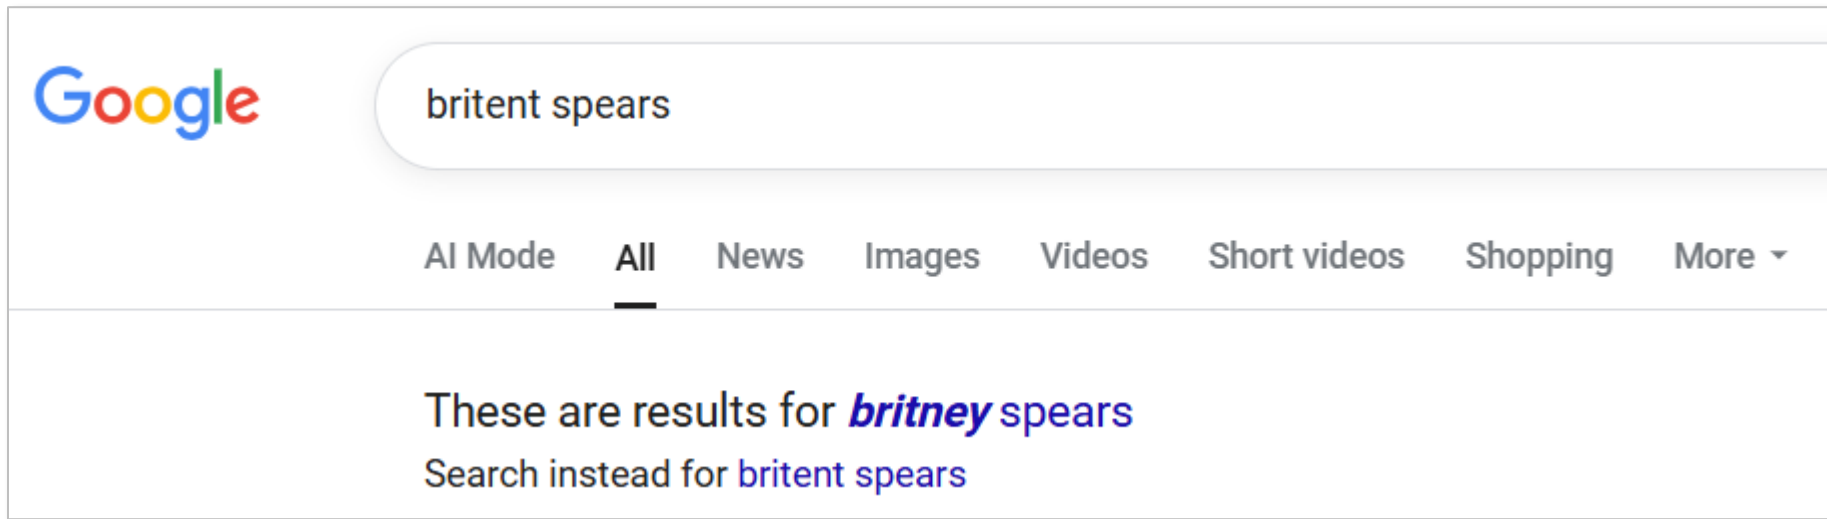 Google
britent spears
AI Mode All News Images Videos Short videos Shopping More
These are results for britney spears
Search instead for britent spears